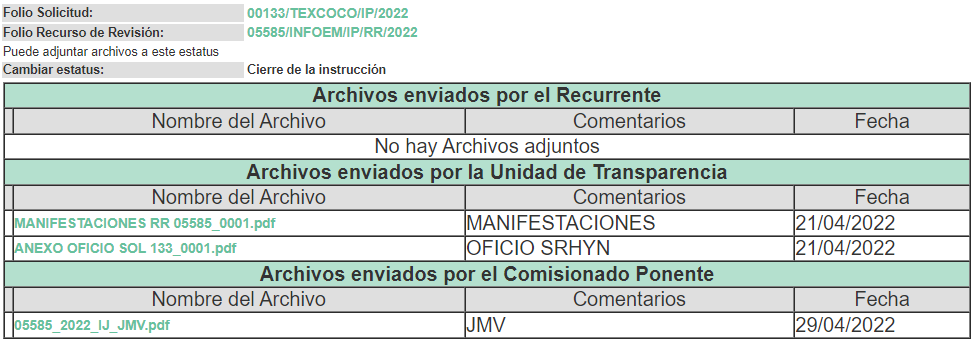 Folio Solicitud: 00133/TEXCOCO/IP/2022
Folio Recurso de Revisión: 05585/INFOEM/IP/RR/2022
Puede adjuntar archivos a este estatus
Cambiar estatus: Cierre de la instrucción
Archivos enviados por el Recurrente
Nombre del Archivo Comentarios Fecha
No hay Archivos adjuntos
Archivos enviados por la Unidad de Transparencia
Nombre del Archivo Comentarios Fecha
MANIFESTACIONES RR 05585_0001.pdf MANIFESTACIONES 21/04/2022
ANEXO OFICIO SOL 133_0001.pdf OFICIO SRHYN 21/04/2022
Archivos enviados por el Comisionado Ponente
Nombre del Archivo Comentarios Fecha
05585_2022_IJ_JMV.pdf JMV 29/04/2022